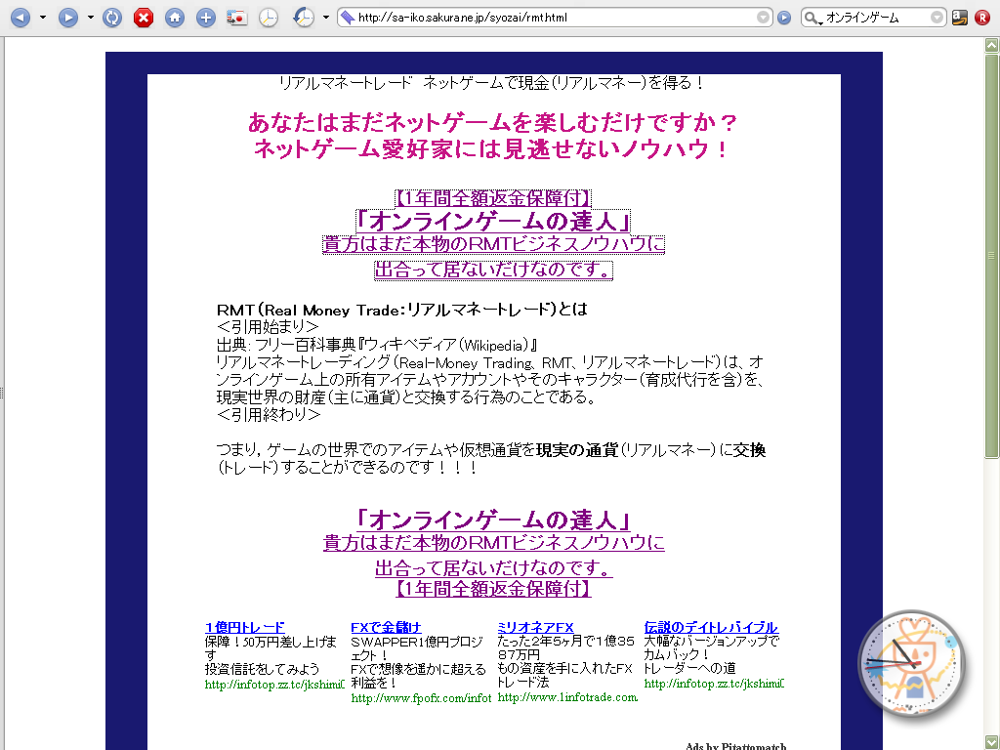 http://sa-iko.sakura.ne.jp/syozai/rmt.html
オンラインゲーム
リアルマネートレード　ネットゲームで現金（リアルマネー）を得る！
あなたはまだネットゲームを楽しむだけですか？
ネットゲーム愛好家には見逃せないノウハウ！
【1年間全額返金保障付】
「オンラインゲームの達人」
貴方はまだ本物のRMTビジネスノウハウに
出合って居ないだけなのです。
RMT（Real Money Trade：リアルマネートレード）とは
＜引用始まり＞
出典: フリー百科事典『ウィキペディア（Wikipedia）』
リアルマネートレーディング（Real-Money Trading、RMT、リアルマネートレード）は、オ
ンラインゲーム上の所有アイテムやアカウントやそのキャラクター（育成代行を含）を、
現実世界の財産（主に通貨）と交換する行為のことである。
＜引用終わり＞
つまり，ゲームの世界でのアイテムや仮想通貨を現実の通貨（リアルマネー）に交換
（トレード）することができるのです！！！
「オンラインゲームの達人」
貴方はまだ本物のRMTビジネスノウハウに
出合って居ないだけなのです。
【1年間全額返金保障付】
１億円トレード
保障！50万円差し上げま
す
投資信託をしてみよう
http://infotop.zz.tc/jkshimi
FXで金儲け
SWAPPER1億円プロジ
ェクト！
FXで想像を遥かに超える
利益を！
http://www.fpofx.com/infot
ミリオネアFX
たった2年5ヶ月で1億35
87万円
もの資産を手に入れたFX
トレード法
http://www.1infotrade.com.
伝説のデイトレバイブル
大幅なバージョンアップで
カムバック！
トレーダーへの道
http://infotop.zz.tc/jkshimi
Ads by Pitattomatch